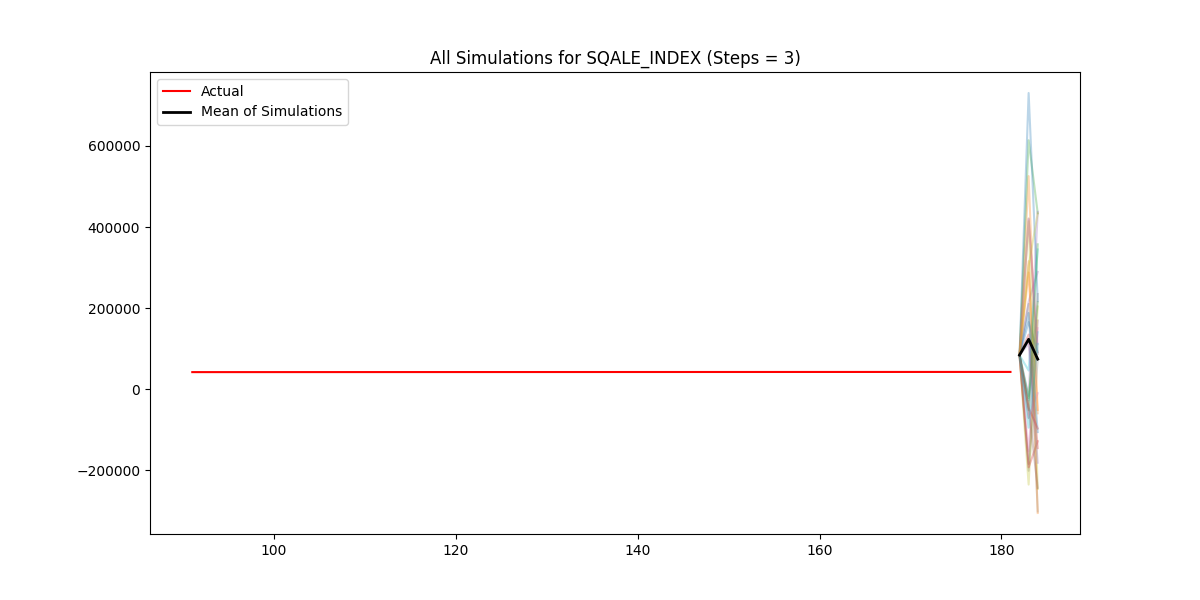 All Simulations for SQALE_INDEX (Steps = 3)
Actual
Mean of Simulations
600000
400000
200000
0
−200000
100 120 140 160 180